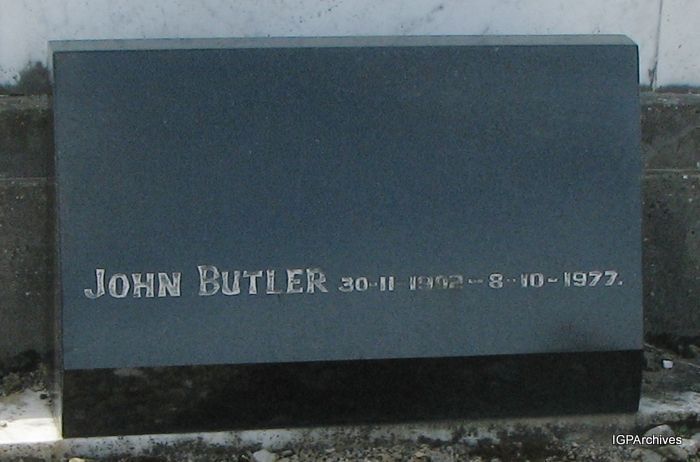 JOHN BUTLER 30-11-1902-8-10-1977.
IGPArchives